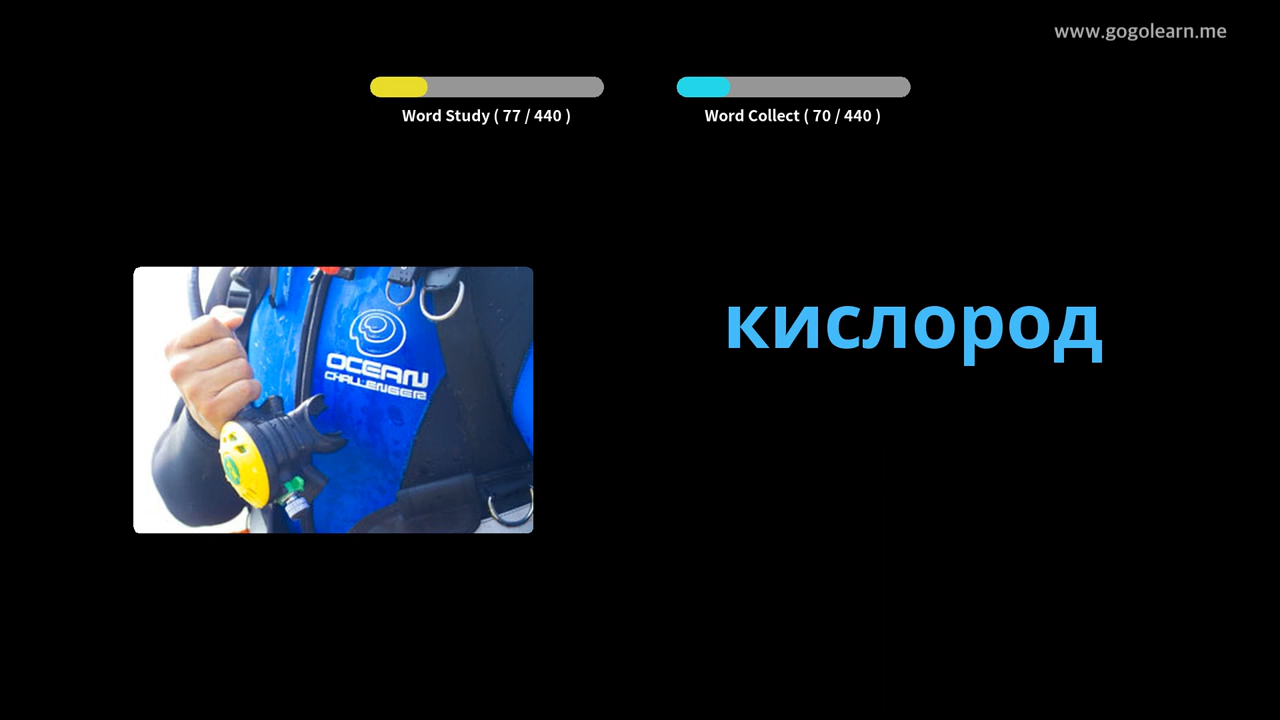 www.gogolearn.me
Word Study ( 77 / 440 )
Word Collect ( 70 / 440 )
кислород
OCEAN
CHALLENGER